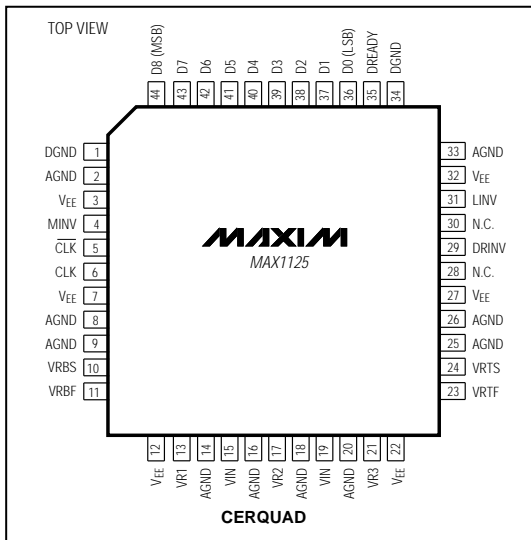 TOP VIEW
D8 (MSB)
D7
D6
D5
D4
D3
D2
D1
D0 (LSB)
DREADY
DGND
44
43
42
41
40
39
38
37
36
35
34
DGND 1
AGND 2
VEE 3
MINV 4
CLK 5
CLK 6
VEE 7
AGND 8
AGND 9
VRBS 10
VRBF 11
MAXIM
MAX1125
33 AGND
32 VEE
31 LINV
30 N.C.
29 DRINV
28 N.C.
27 VEE
26 AGND
25 AGND
24 VRTS
23 VRTF
12
13
14
15
16
17
18
19
20
21
22
VEE
VR1
AGND
VIN
AGND
VR2
AGND
VIN
AGND
VR3
VEE
CERQUAD